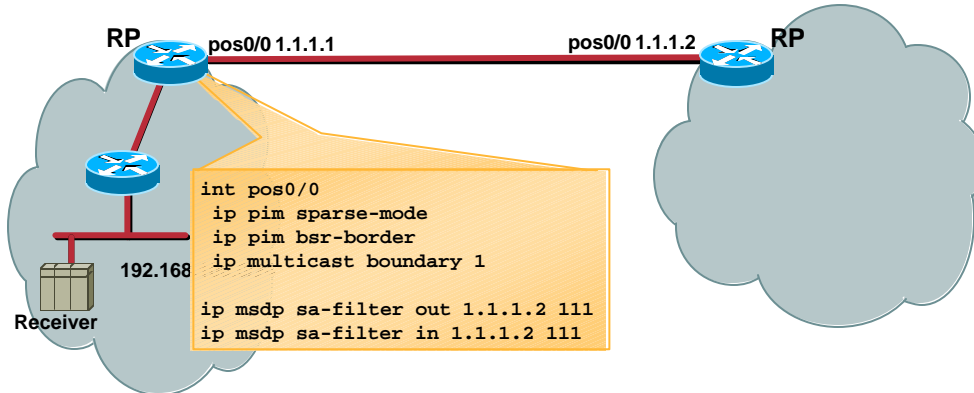 RP
pos0/0 1.1.1.1
pos0/0 1.1.1.2
RP
int pos0/0
ip pim sparse-mode
ip pim bsr-border
ip multicast boundary 1
ip msdp sa-filter out 1.1.1.2 111
ip msdp sa-filter in 1.1.1.2 111
192.168
Receiver